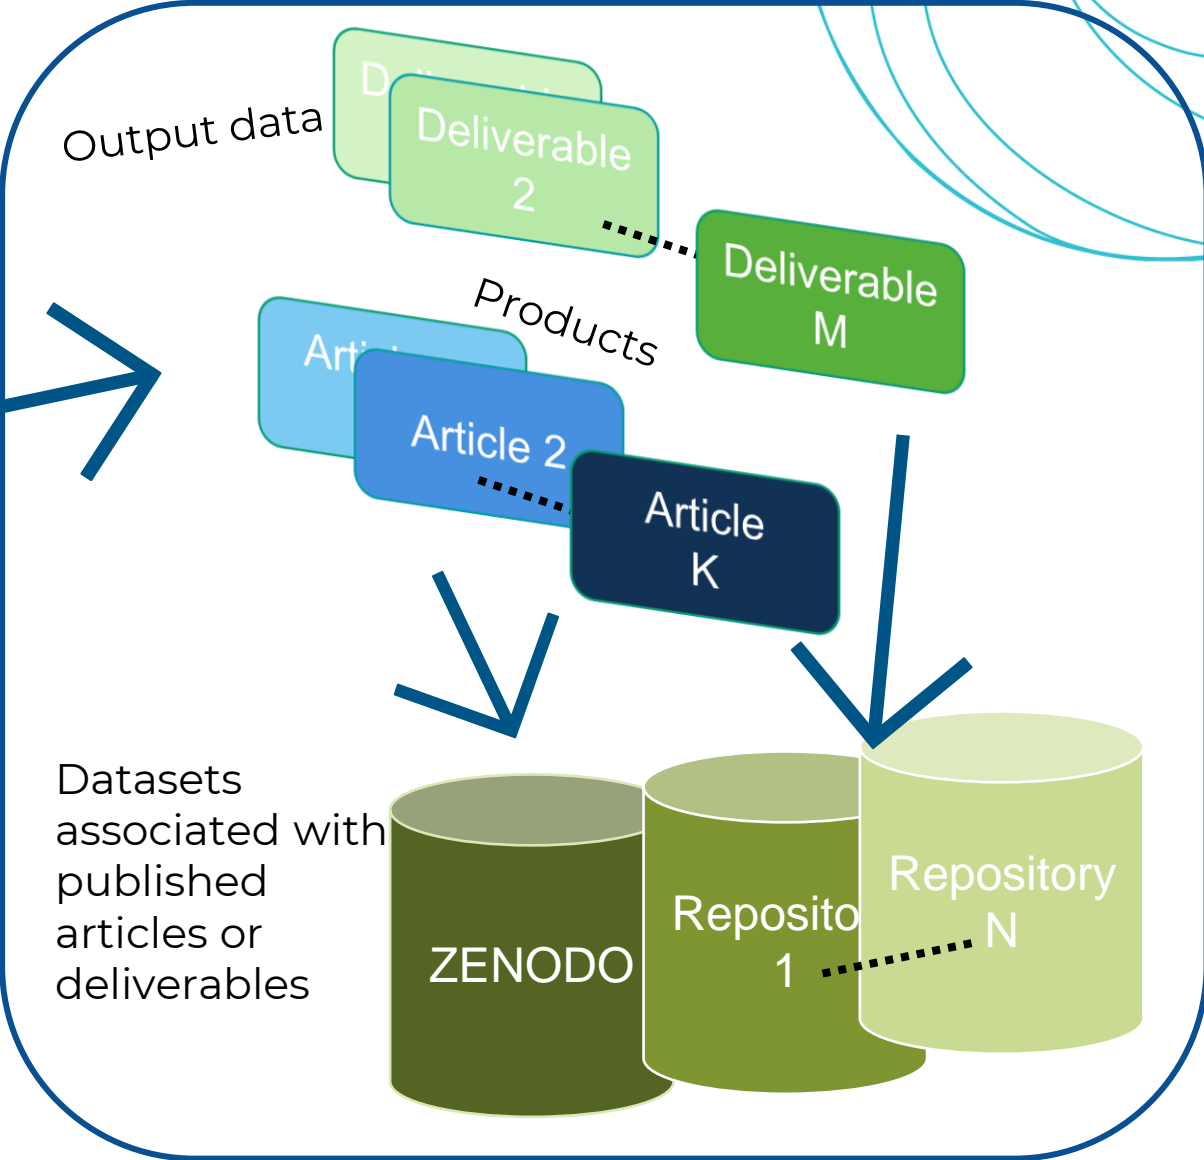 Output data
Deliverable
2
Deliverable
M
Products
Article 2
Article
K
Datasets
associated with
published
articles or
deliverables
ZENODO
Reposito
1
Repository
N